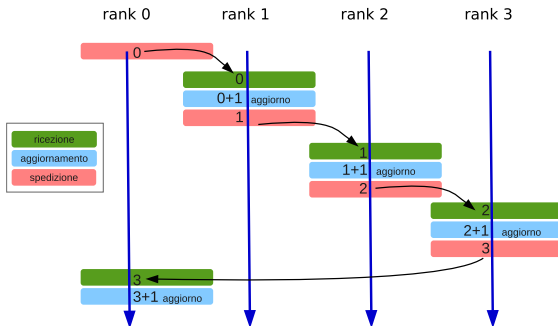 rank 0 rank 1 rank 2 rank 3
0
0
0+1 aggiorno
1
ricezione
aggiornamento
spedizione
1
1+1 aggiorno
2
2
2+1 aggiorno
3
3
3+1 aggiorno